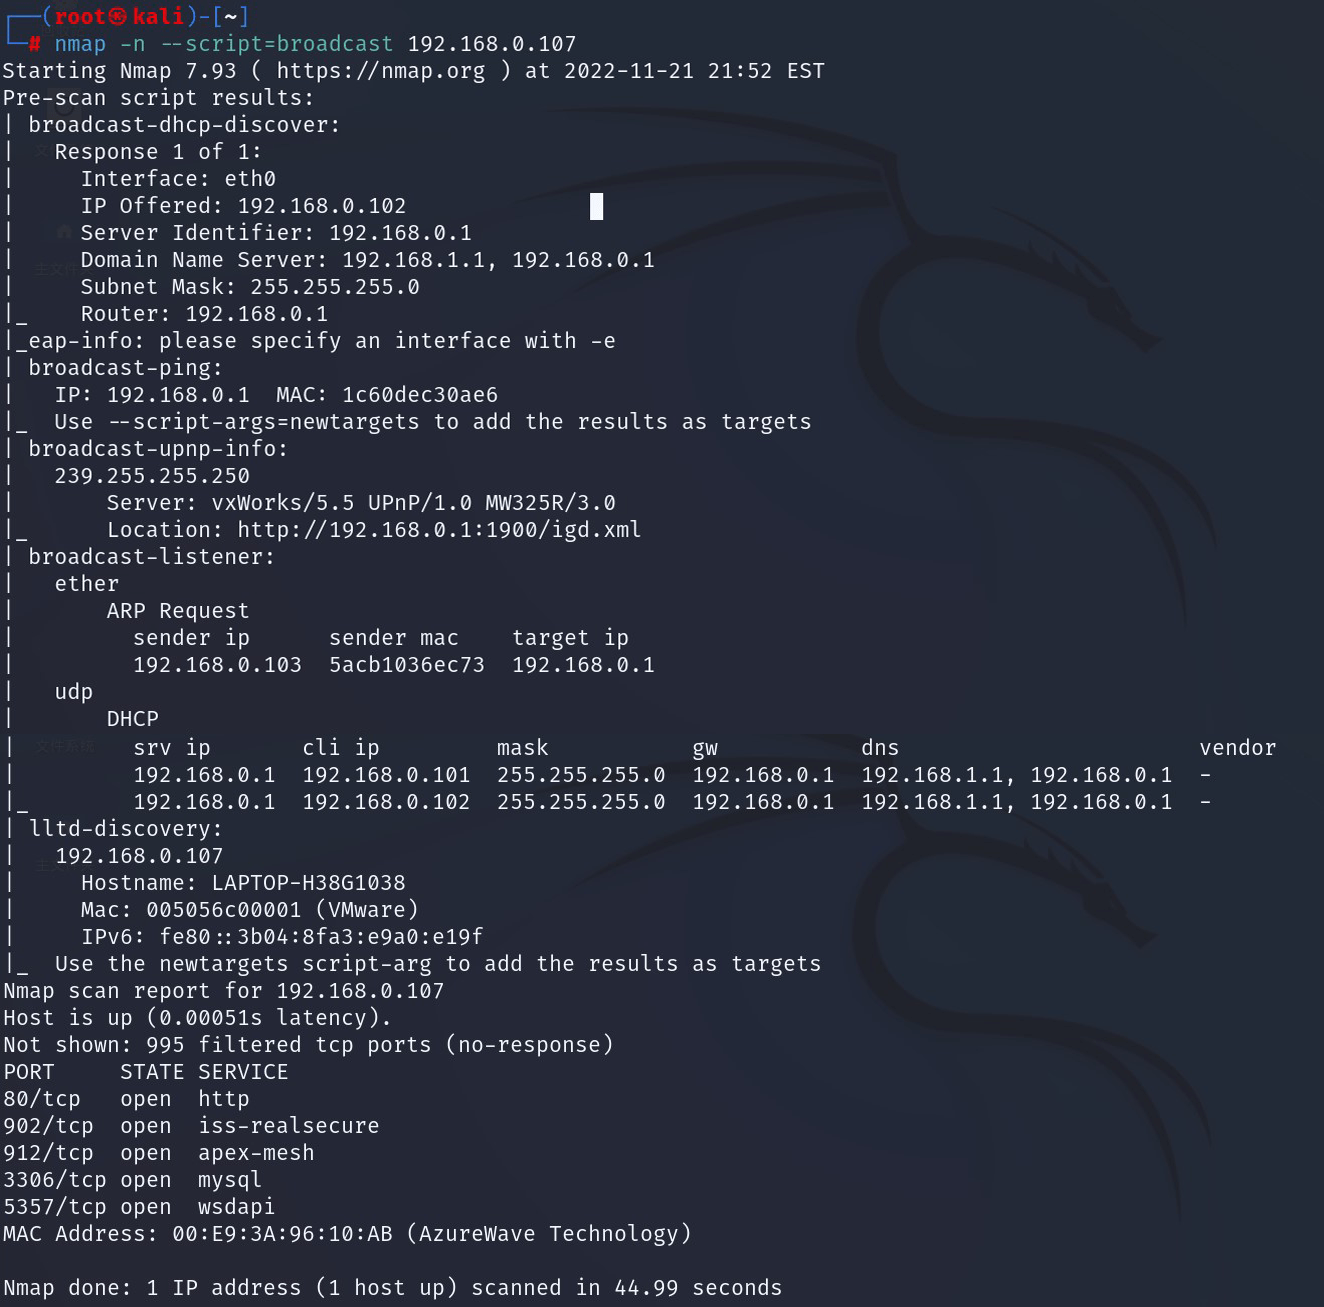 ┌──(root㉿kali)-[~]
└─# nmap -n --script=broadcast 192.168.0.107
Starting Nmap 7.93 ( https://nmap.org ) at 2022-11-21 21:52 EST
Pre-scan script results:
| broadcast-dhcp-discover:
|   Response 1 of 1:
|     Interface: eth0
|     IP Offered: 192.168.0.102
|     Server Identifier: 192.168.0.1
|     Domain Name Server: 192.168.1.1, 192.168.0.1
|     Subnet Mask: 255.255.255.0
|_    Router: 192.168.0.1
|_eap-info: please specify an interface with -e
| broadcast-ping:
|   IP: 192.168.0.1  MAC: 1c60dec30ae6
|_  Use --script-args=newtargets to add the results as targets
| broadcast-upnp-info:
|   239.255.255.250
|       Server: vxWorks/5.5 UPnP/1.0 MW325R/3.0
|_      Location: http://192.168.0.1:1900/igd.xml
| broadcast-listener:
|   ether
|       ARP Request
|         sender ip      sender mac    target ip
|         192.168.0.103  5acb1036ec73  192.168.0.1
|   udp
|       DHCP
|         srv ip       cli ip         mask           gw           dns                       vendor
|         192.168.0.1  192.168.0.101  255.255.255.0  192.168.0.1  192.168.1.1, 192.168.0.1  -
|_        192.168.0.1  192.168.0.102  255.255.255.0  192.168.0.1  192.168.1.1, 192.168.0.1  -
| lltd-discovery:
|   192.168.0.107
|     Hostname: LAPTOP-H38G1038
|     Mac: 005056c00001 (VMware)
|     IPv6: fe80::3b04:8fa3:e9a0:e19f
|_  Use the newtargets script-arg to add the results as targets
Nmap scan report for 192.168.0.107
Host is up (0.00051s latency).
Not shown: 995 filtered tcp ports (no-response)
PORT     STATE SERVICE
80/tcp   open  http
902/tcp  open  iss-realsecure
912/tcp  open  apex-mesh
3306/tcp open  mysql
5357/tcp open  wsdapi
MAC Address: 00:E9:3A:96:10:AB (AzureWave Technology)
Nmap done: 1 IP address (1 host up) scanned in 44.99 seconds